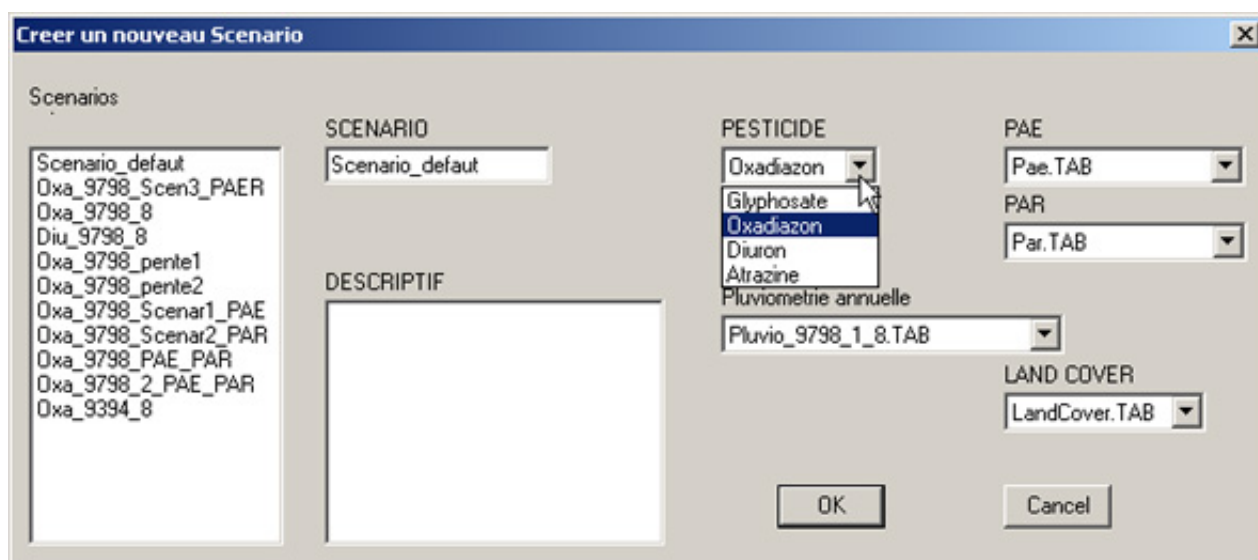 Creer un nouveau Scenario
Scenarios
Scenario_defaut
Oxa_9798_Scen3_PAER
Oxa_9798_8
Diu_9798_8
Oxa_9798_pente1
Oxa_9798_pente2
Oxa_9798_Scenar1_PAE
Oxa_9798_Scenar2_PAR
Oxa_9798_PAE_PAR
Oxa_9798_2_PAE_PAR
Oxa_9394_8
SCENARIO
Scenario_defaut
DESCRIPTIF
PESTICIDE
Oxadiazon
Glyphosate
Oxadiazon
Diuron
Atrazine
Pluviometrie annuelle
Pluvio_9798_1_8.TAB
PAE
Pae.TAB
PAR
Par.TAB
LAND COVER
LandCover.TAB
OK
Cancel